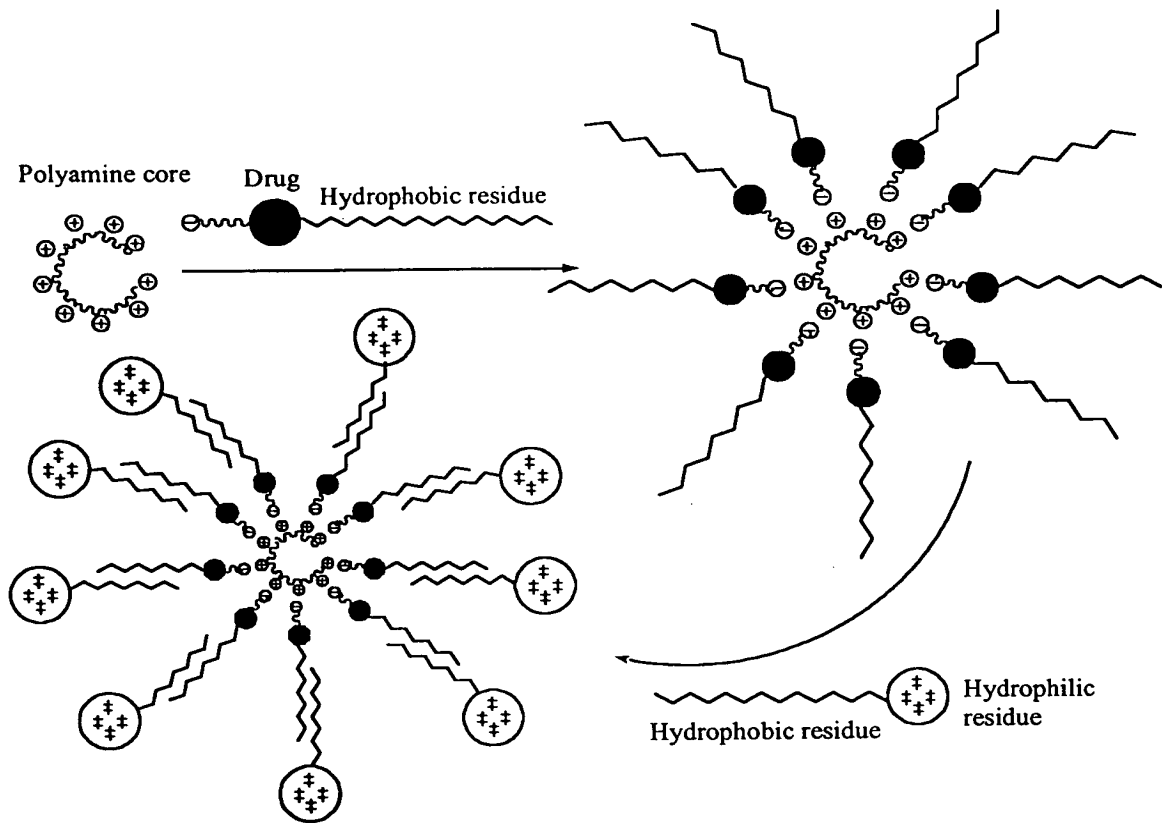 Polyamine core
Drug
Hydrophobic residue
Hydrophobic residue
Hydrophilic
residue